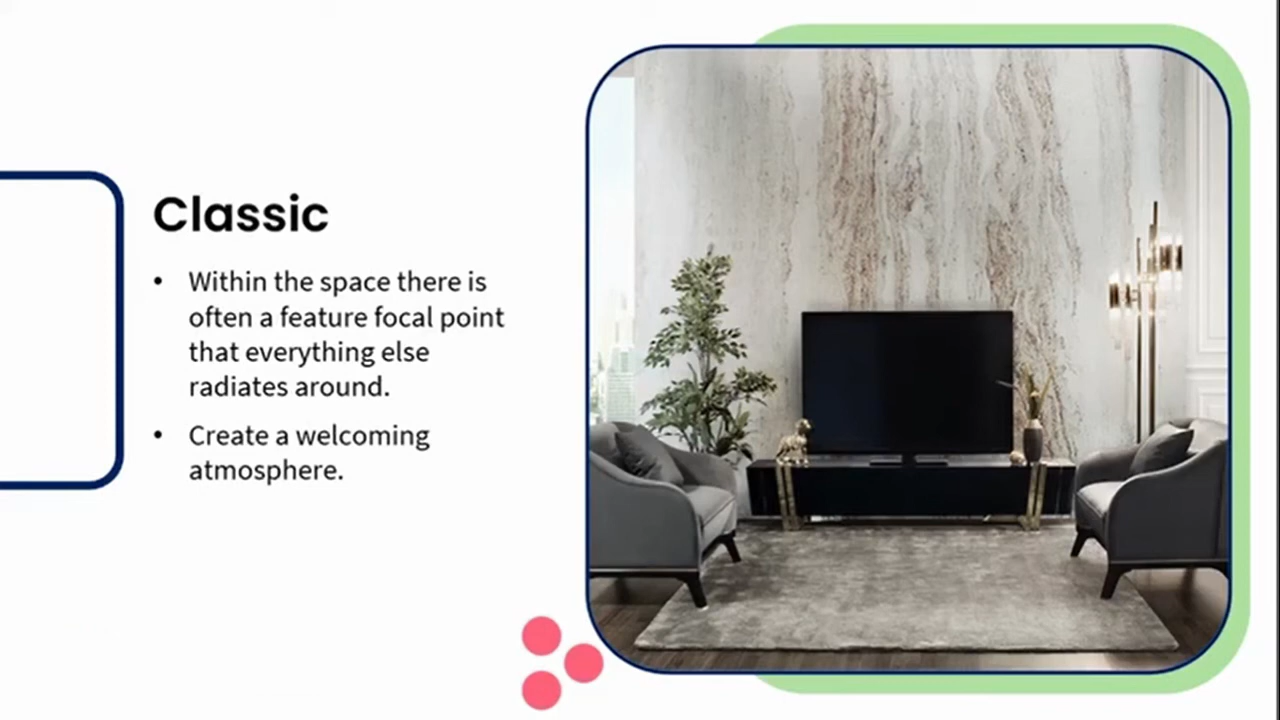 Classic
• Within the space there is
often a feature focal point
that everything else
radiates around.
• Create a welcoming
atmosphere.